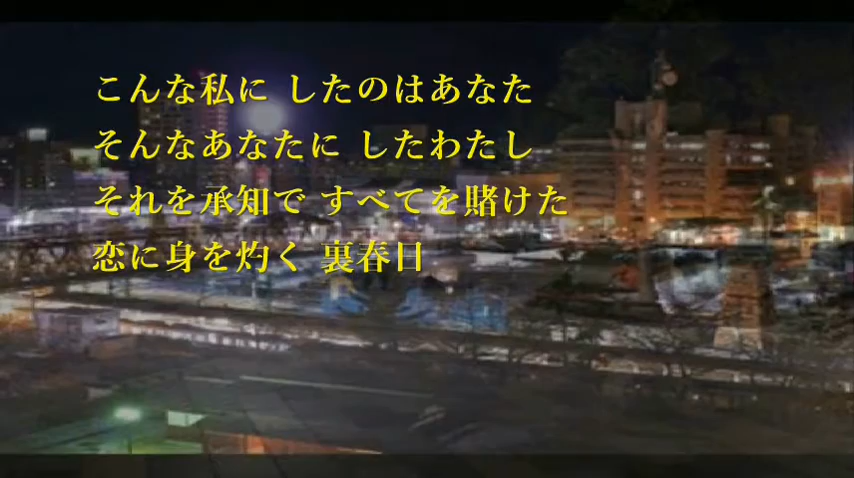 こんな私に したのはあなた
そんなあなたに したわたし
それを承知で すべてを賭けた
恋に身を灼く 裏春日